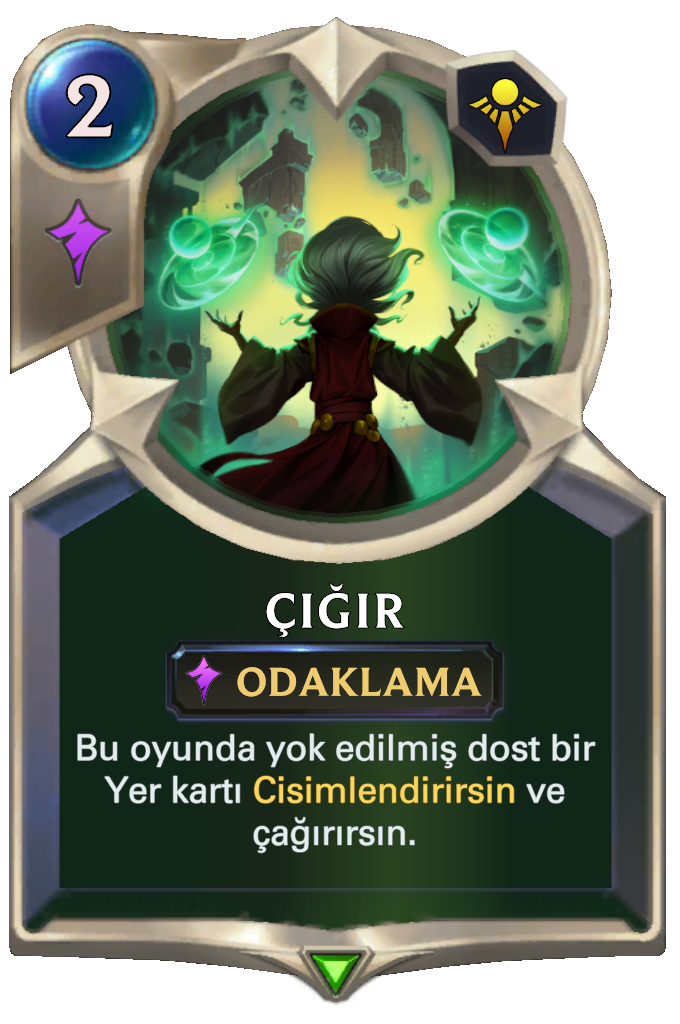 2
ÇIĞIR
ODAKLAMA
Bu oyunda yok edilmiş dost bir
Yer kartı Cisimlendirirsin ve
çağırırsın.